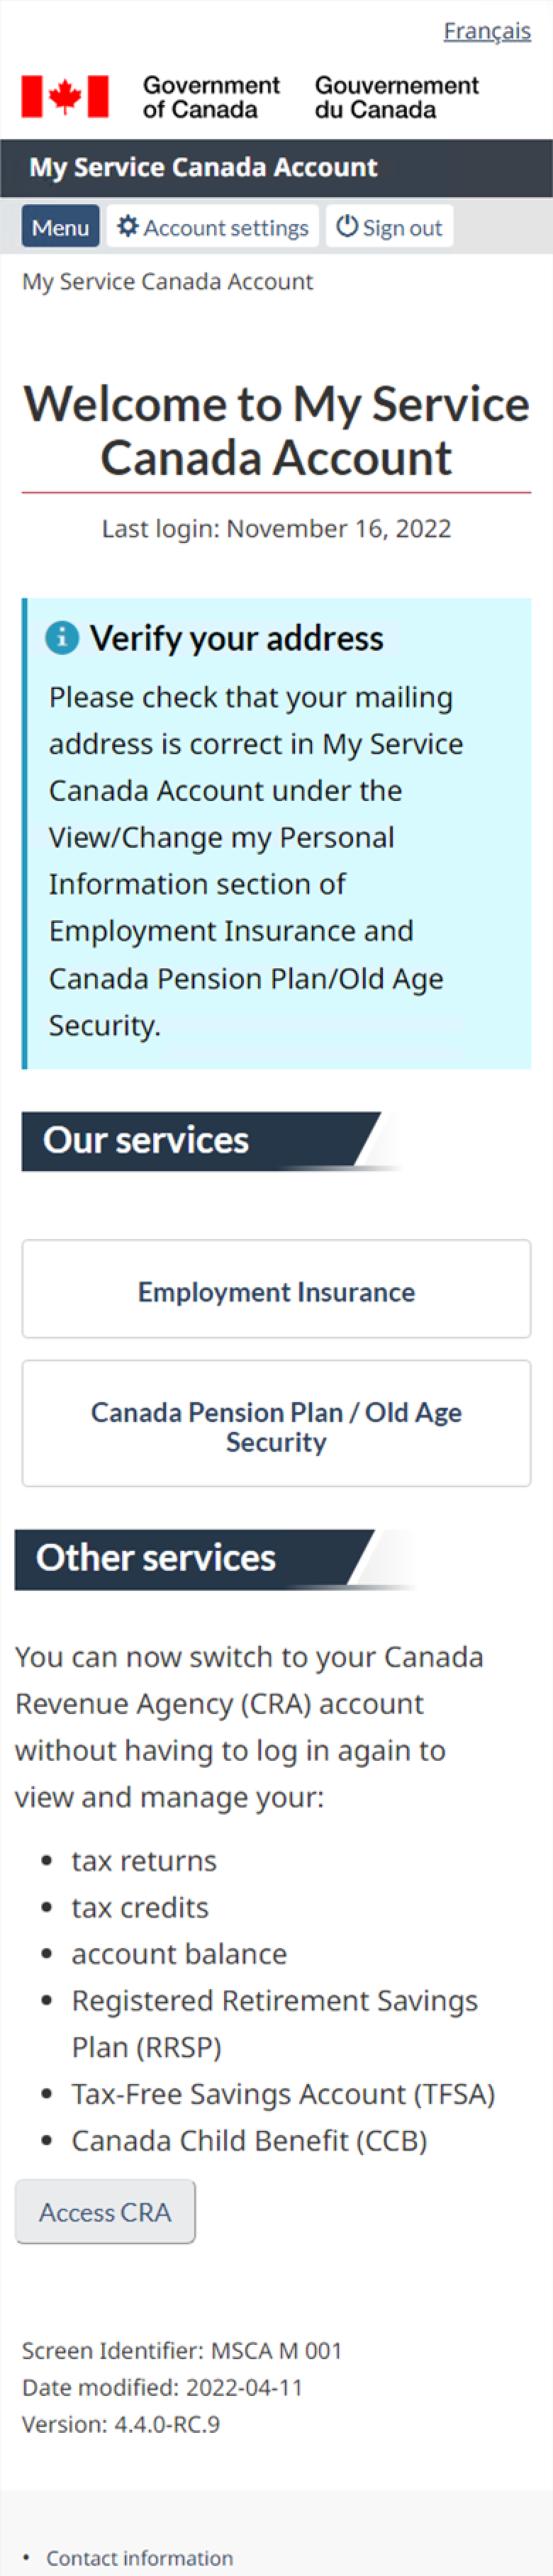 Français
Government
of Canada
Gouvernement
du Canada
My Service Canada Account
Menu
Account settings
Sign out
My Service Canada Account
Welcome to My Service
Canada Account
Last login: November 16, 2022
Verify your address
Please check that your mailing
address is correct in My Service
Canada Account under the
View/Change my Personal
Information section of
Employment Insurance and
Canada Pension Plan/Old Age
Security.
Our services
Employment Insurance
Canada Pension Plan / Old Age
Security
Other services
You can now switch to your Canada
Revenue Agency (CRA) account
without having to log in again to
view and manage your:
• tax returns
• tax credits
• account balance
• Registered Retirement Savings
Plan (RRSP)
• Tax-Free Savings Account (TFSA)
• Canada Child Benefit (CCB)
Access CRA
Screen Identifier: MSCA M 001
Date modified: 2022-04-11
Version: 4.4.0-RC.9
• Contact information